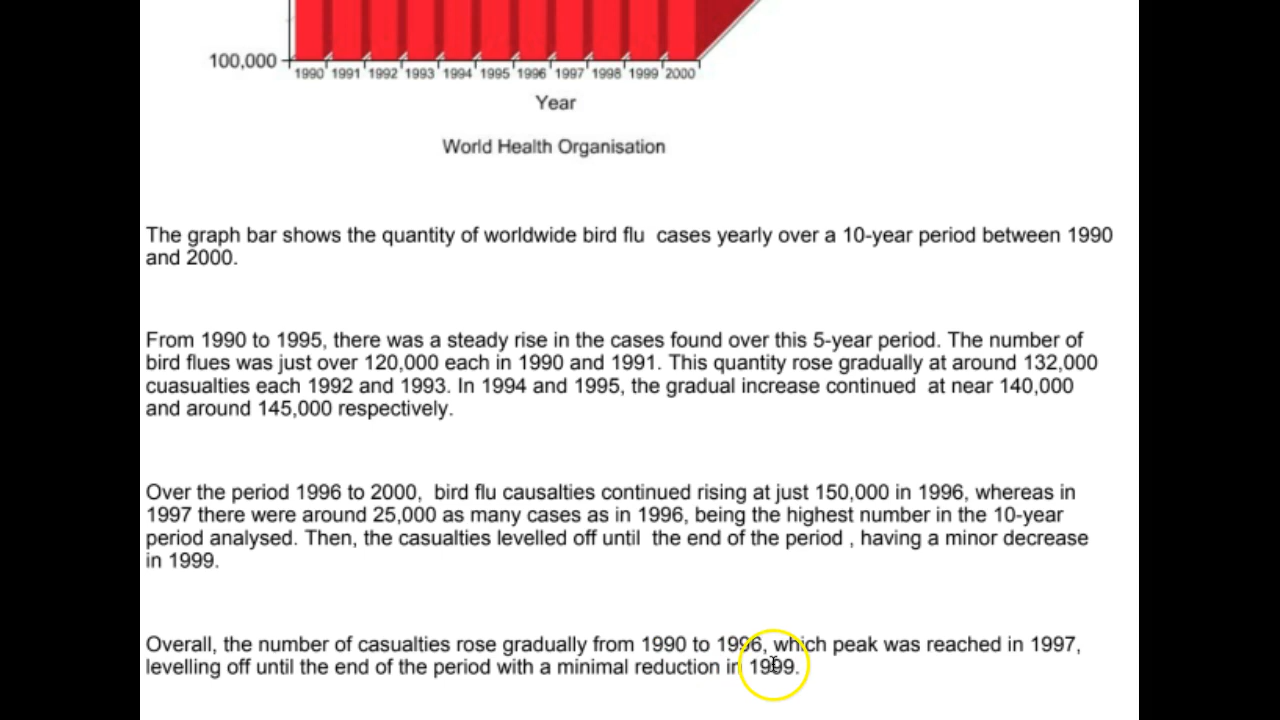 100,000
1990 1991 1992 1993 1994 1995 1996 1997 1998 1999 2000
Year
World Health Organisation
The graph bar shows the quantity of worldwide bird flu  cases yearly over a 10-year period between 1990
and 2000.
From 1990 to 1995, there was a steady rise in the cases found over this 5-year period. The number of
bird flues was just over 120,000 each in 1990 and 1991. This quantity rose gradually at around 132,000
cuasualties each 1992 and 1993. In 1994 and 1995, the gradual increase continued  at near 140,000
and around 145,000 respectively.
Over the period 1996 to 2000,  bird flu causalties continued rising at just 150,000 in 1996, whereas in
1997 there were around 25,000 as many cases as in 1996, being the highest number in the 10-year
period analysed. Then, the casualties levelled off until  the end of the period , having a minor decrease
in 1999.
Overall, the number of casualties rose gradually from 1990 to 1996, which peak was reached in 1997,
levelling off until the end of the period with a minimal reduction in 1999.